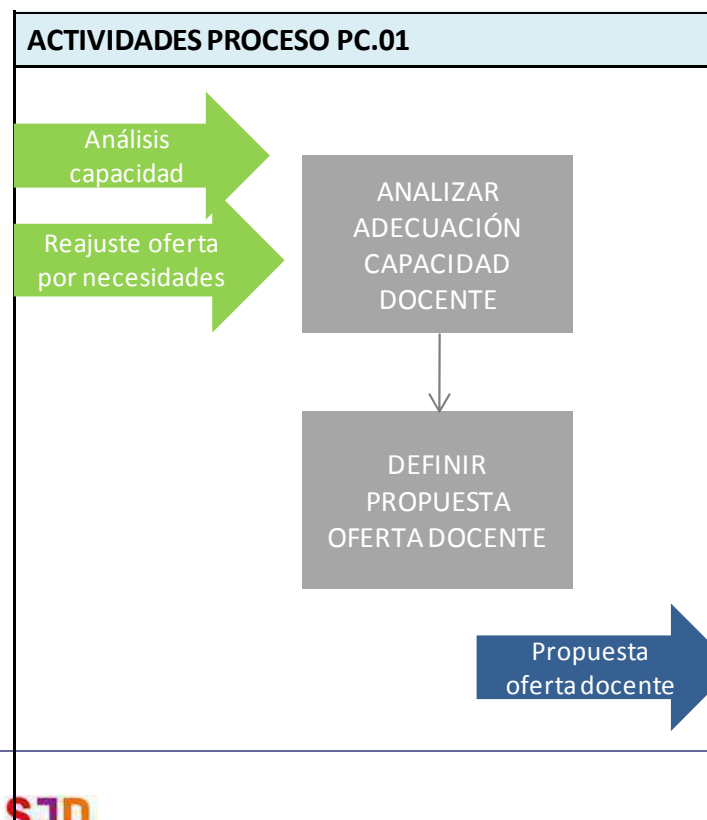 ACTIVIDADES PROCESO PC.01
Análisis
capacidad
Reajuste oferta
por necesidades
ANALIZAR
ADECUACIÓN
CAPACIDAD
DOCENTE
DEFINIR
PROPUESTA
OFERTA DOCENTE
Propuesta
oferta docente
SJD